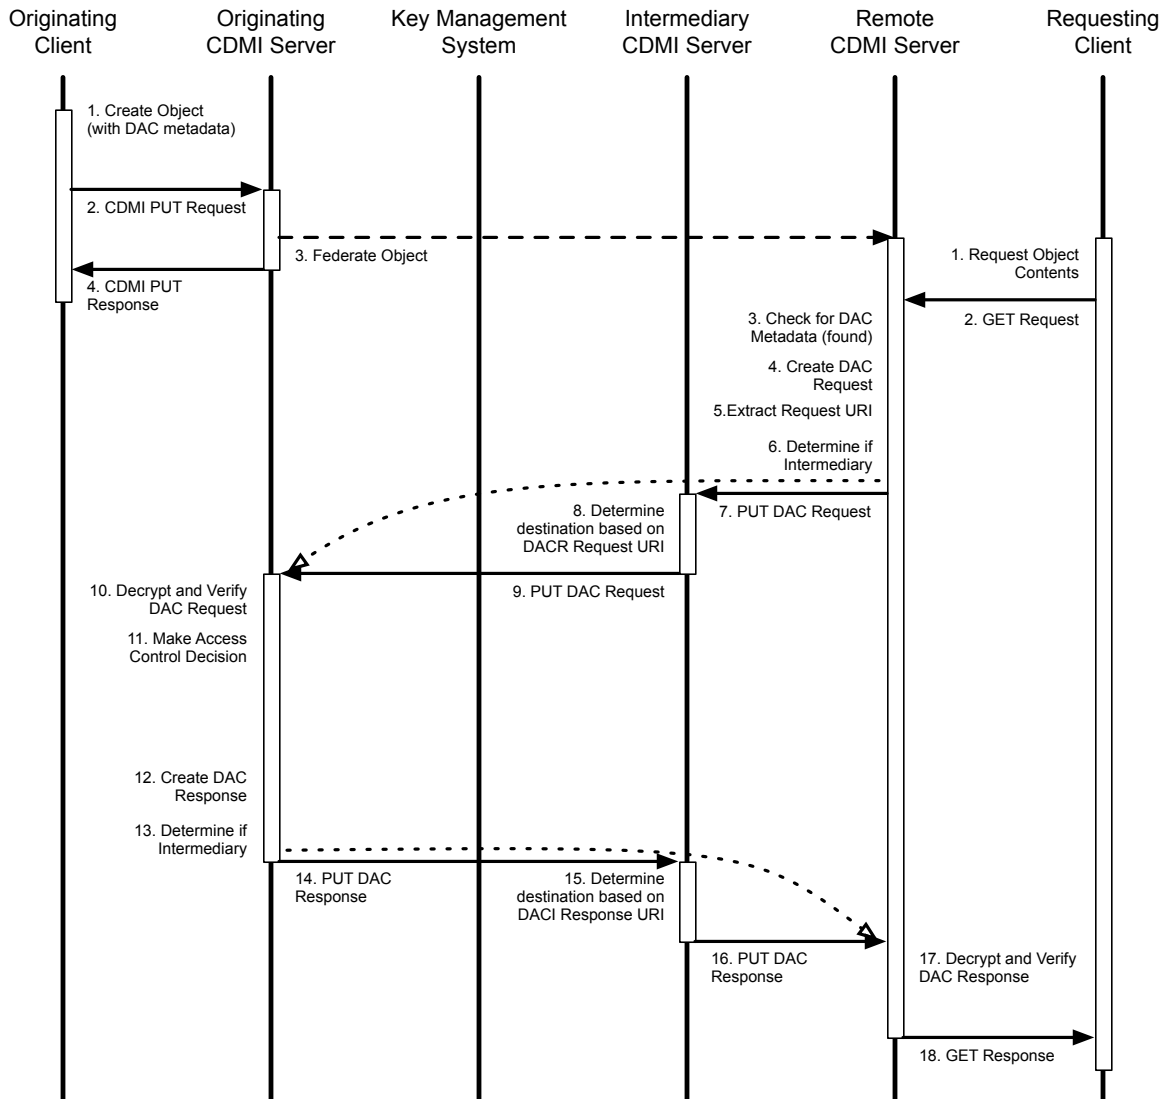 Originating
Client
Originating
CDMI Server
Key Management
System
Intermediary
CDMI Server
Remote
CDMI Server
Requesting
Client
1. Create Object
(with DAC metadata)
2. CDMI PUT Request
3. Federate Object
4. CDMI PUT
Response
1. Request Object
Contents
2. GET Request
3. Check for DAC
Metadata (found)
4. Create DAC
Request
5.Extract Request URI
6. Determine if
Intermediary
7. PUT DAC Request
8. Determine
destination based on
DACR Request URI
9. PUT DAC Request
10. Decrypt and Verify
DAC Request
11. Make Access
Control Decision
12. Create DAC
Response
13. Determine if
Intermediary
14. PUT DAC
Response
15. Determine
destination based on
DACI Response URI
16. PUT DAC
Response
17. Decrypt and Verify
DAC Response
18. GET Response